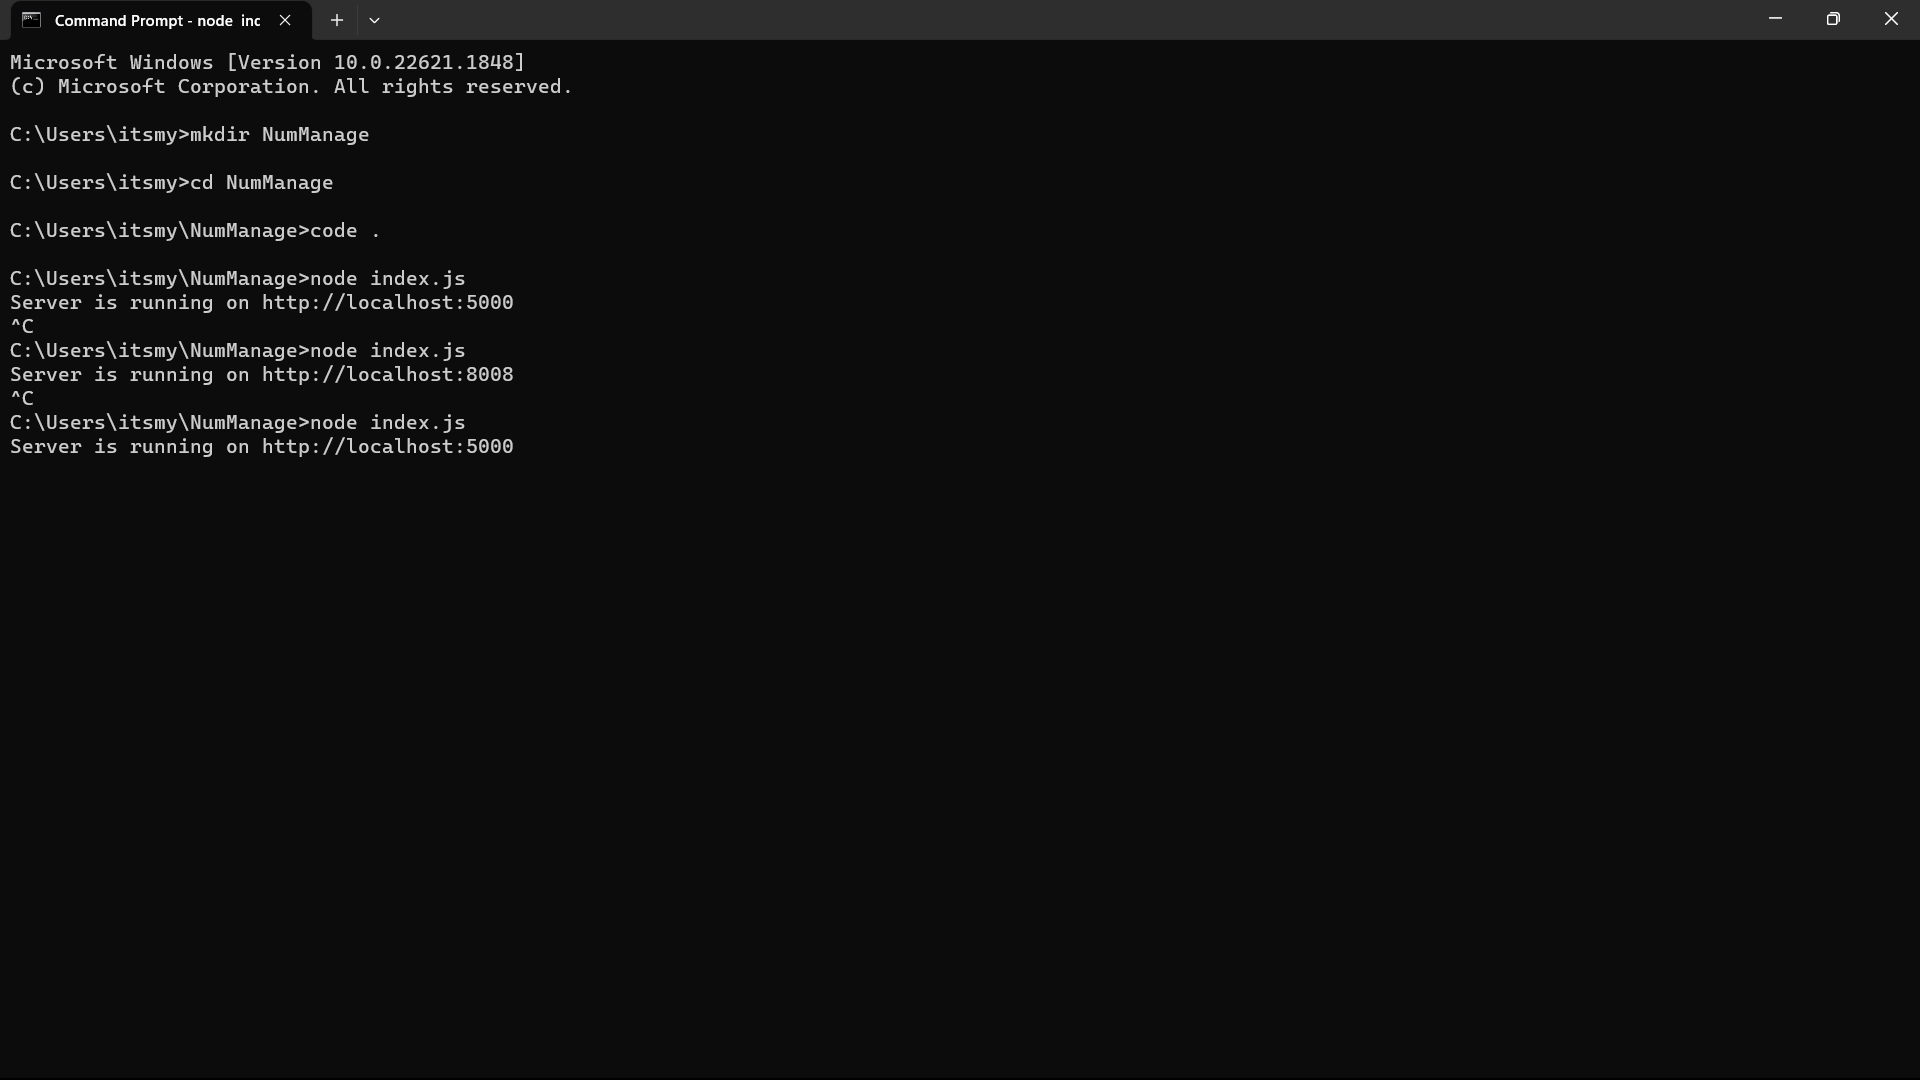 Command Prompt - node inc
Microsoft Windows [Version 10.0.22621.1848]
(c) Microsoft Corporation. All rights reserved.
C:\Users\itsmy>mkdir NumManage
C:\Users\itsmy>cd NumManage
C:\Users\itsmy\NumManage>code .
C:\Users\itsmy\NumManage>node index.js
Server is running on http://localhost:5000
^C
C:\Users\itsmy\NumManage>node index.js
Server is running on http://localhost:8008
^C
C:\Users\itsmy\NumManage>node index.js
Server is running on http://localhost:5000